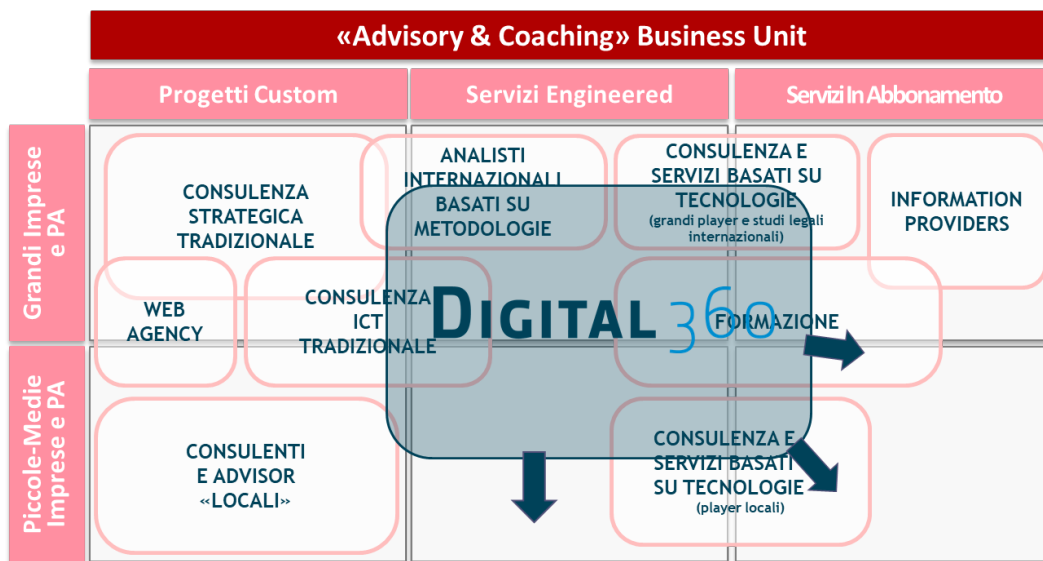 «Advisory & Coaching» Business Unit
Progetti Custom
Servizi Engineered
Servizi In Abbonamento
Grandi Imprese
e PA
CONSULENZA
STRATEGICA
TRADIZIONALE
ANALISTI
INTERNAZIONALI
BASATI SU
METODOLOGIE
CONSULENZA E
SERVIZI BASATI SU
TECNOLOGIE
(grandi player e studi legali
internazionali)
INFORMATION
PROVIDERS
WEB
AGENCY
CONSULENZA
ICT
TRADIZIONALE
DIGITAL 360
FORMAZIONE
Piccole-Medie
Imprese e PA
CONSULENTI
E ADVISOR
«LOCALI»
CONSULENZA E
SERVIZI BASATI
SU TECNOLOGIE
(player locali)